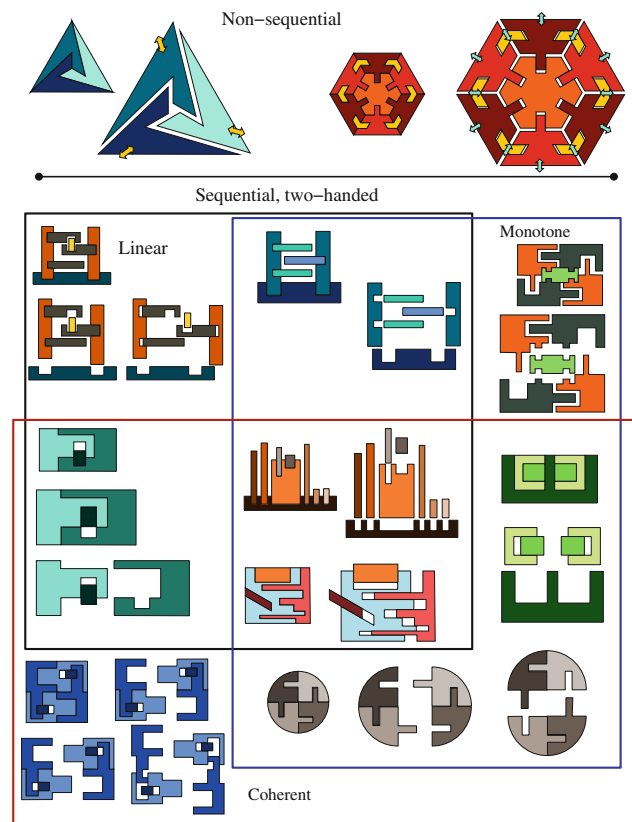 Non−sequential
Sequential, two−handed
Linear
Monotone
Coherent